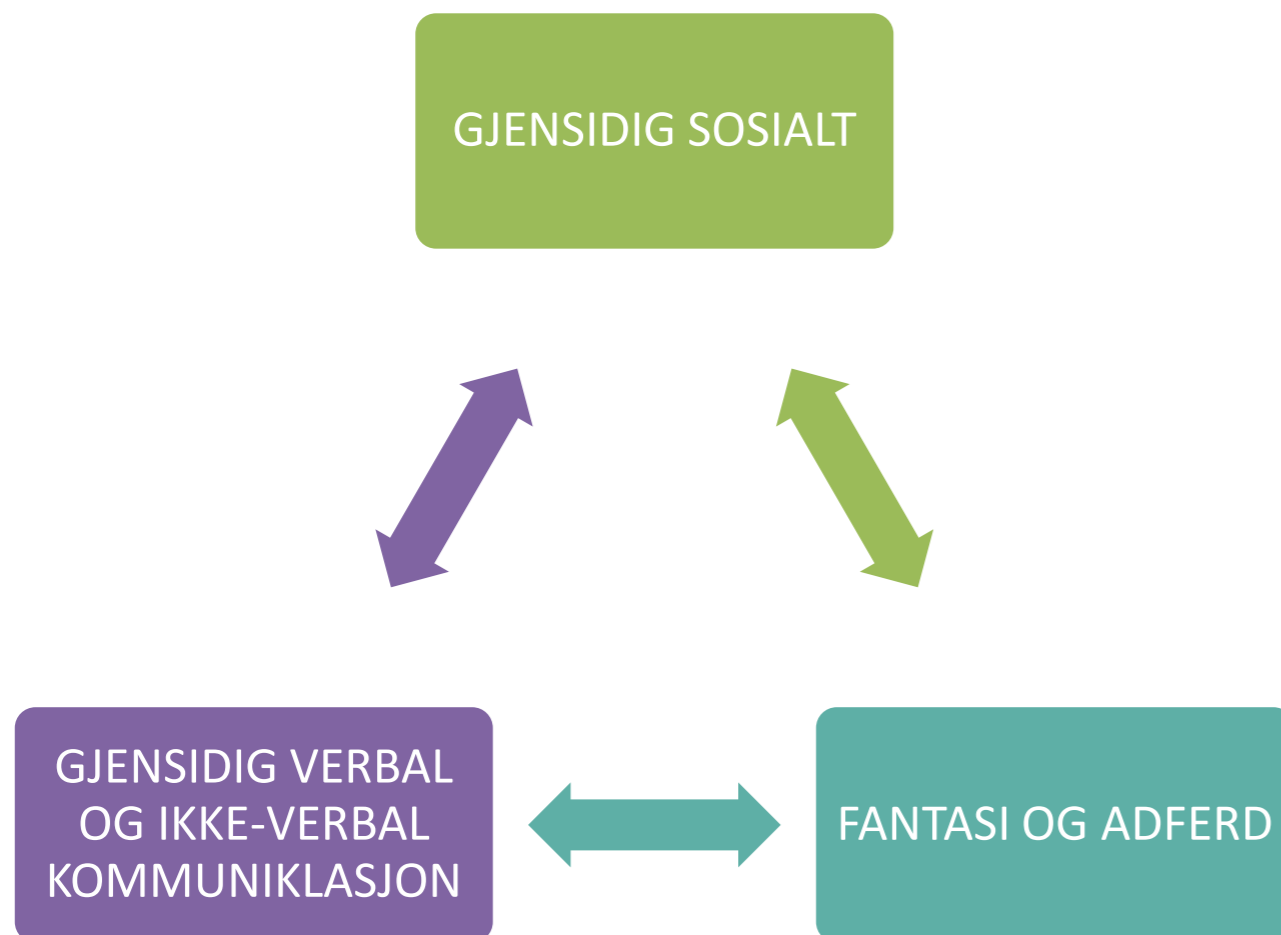 GJENSIDIG SOSIALT
GJENSIDIG VERBAL
OG IKKE-VERBAL
KOMMUNIKLASJON
FANTASI OG ADFERD